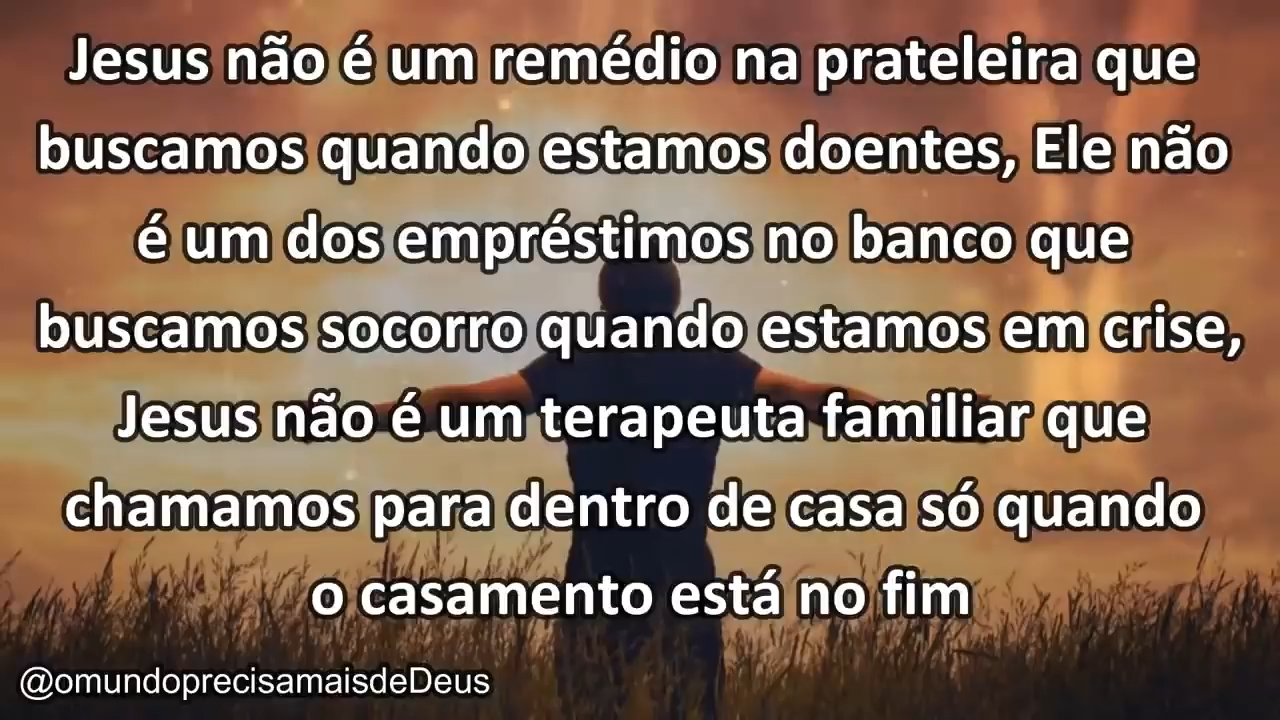 Jesus não é um remédio na prateleira que
buscamos quando estamos doentes, Ele não
é um dos empréstimos no banco que
buscamos socorro quando estamos em crise,
Jesus não é um terapeuta familiar que
chamamos para dentro de casa só quando
o casamento está no fim
@omundoprecisamaisdeDeus